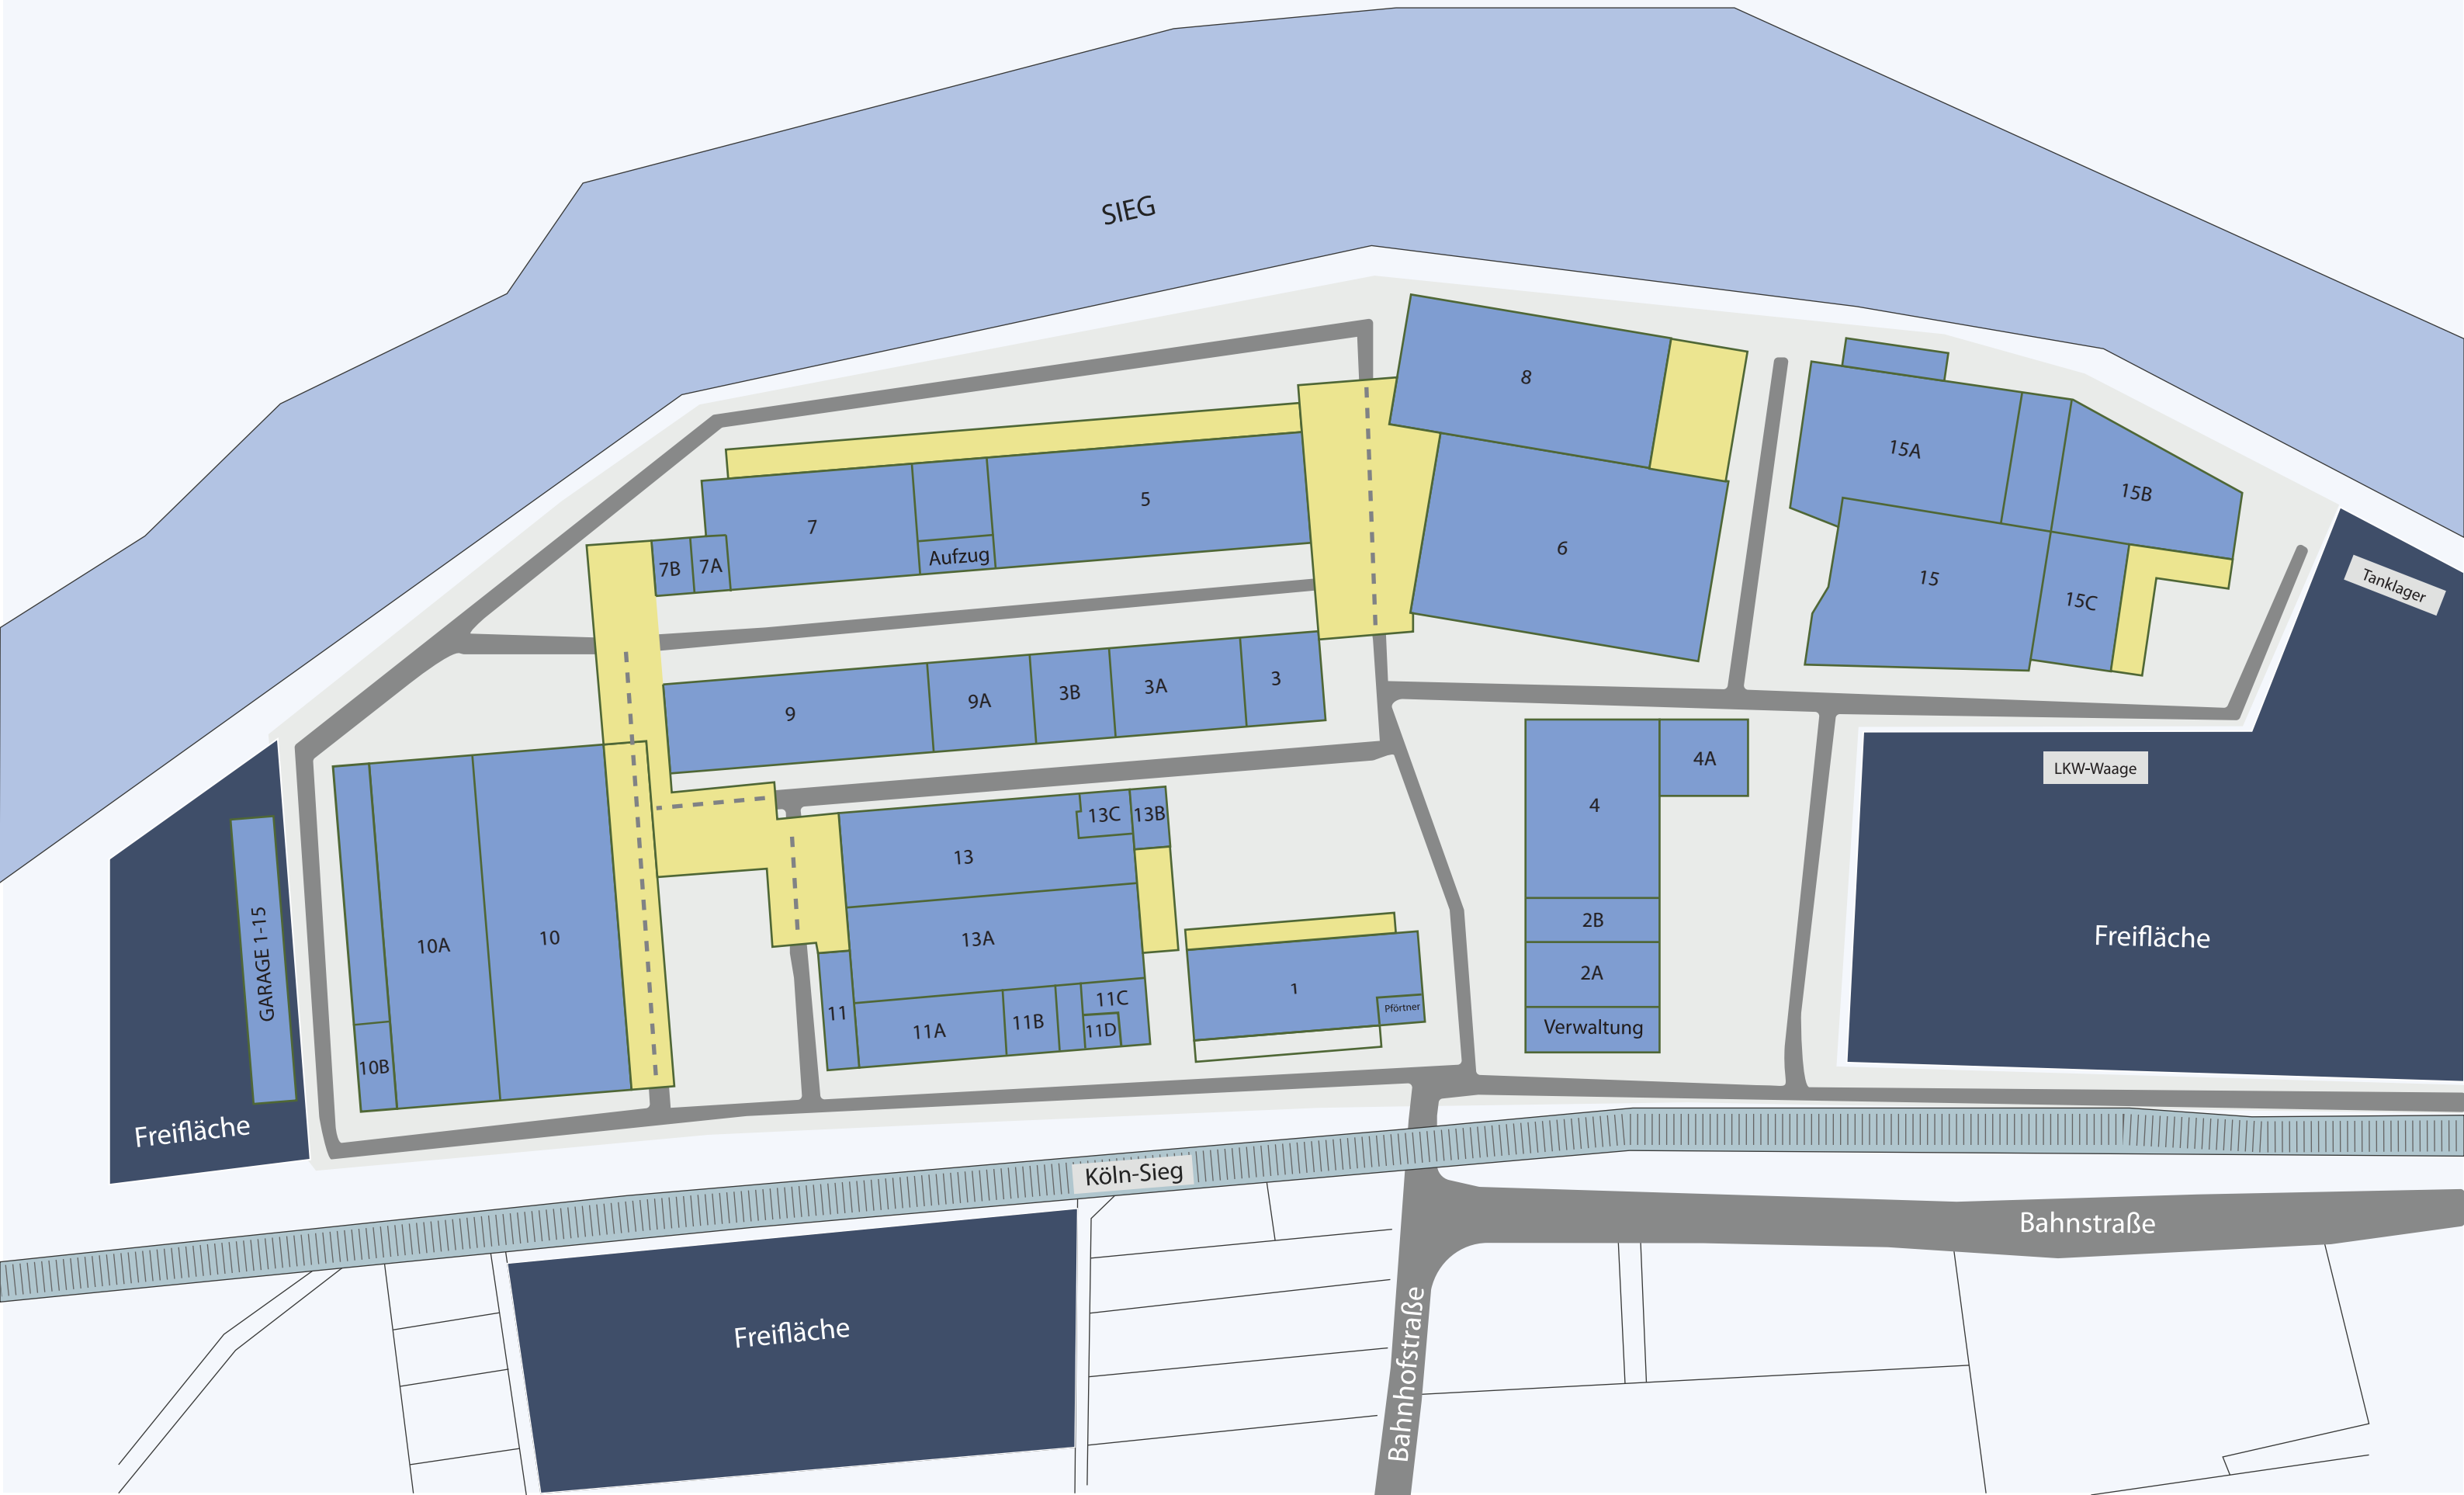 SIEG
8
15A
15B
7
Aufzug
5
6
7B
7A
15
15C
Tanklager
9
9A
3B
3A
3
4
4A
LKW-Waage
13
13C
13B
10A
10
13A
2B
Freifläche
GARAGE 1-15
2A
1
Pförtner
11
11A
11B
11C
11D
Verwaltung
10B
Freifläche
Köln-Sieg
Bahnstraße
Freifläche
Bahnhofstraße